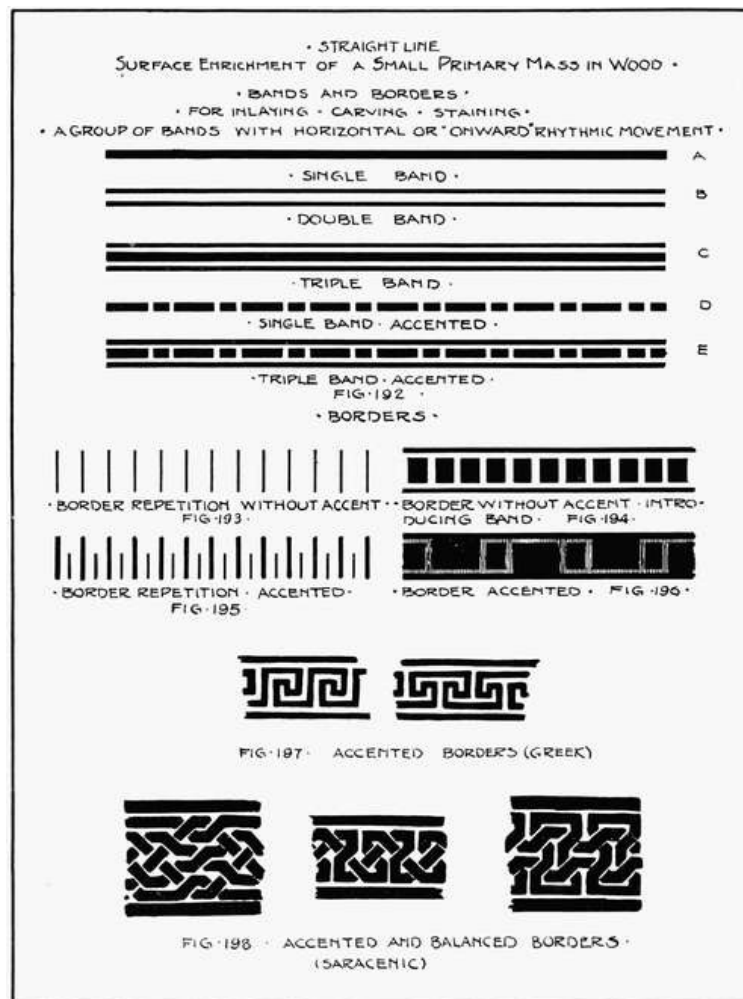 · STRAIGHT LINE
SURFACE ENRICHMENT OF A SMALL PRIMARY MASS IN WOOD ·
· BANDS AND BORDERS ·
· FOR INLAYING · CARVING · STAINING ·
· A GROUP OF BANDS WITH HORIZONTAL OR "ONWARD" RHYTHMIC MOVEMENT ·
A
· SINGLE BAND ·
B
· DOUBLE BAND ·
C
· TRIPLE BAND ·
D
· SINGLE BAND · ACCENTED ·
E
· TRIPLE BAND · ACCENTED ·
FIG · 192 ·
· BORDERS ·
· BORDER REPETITION WITHOUT ACCENT ·
FIG · 193 ·
· BORDER WITHOUT ACCENT · INTRO-
DUCING BAND · FIG · 194 ·
· BORDER REPETITION · ACCENTED ·
FIG · 195 ·
· BORDER ACCENTED · FIG · 196 ·
FIG · 197 · ACCENTED BORDERS (GREEK)
FIG · 198 · ACCENTED AND BALANCED BORDERS ·
(SARACENIC)